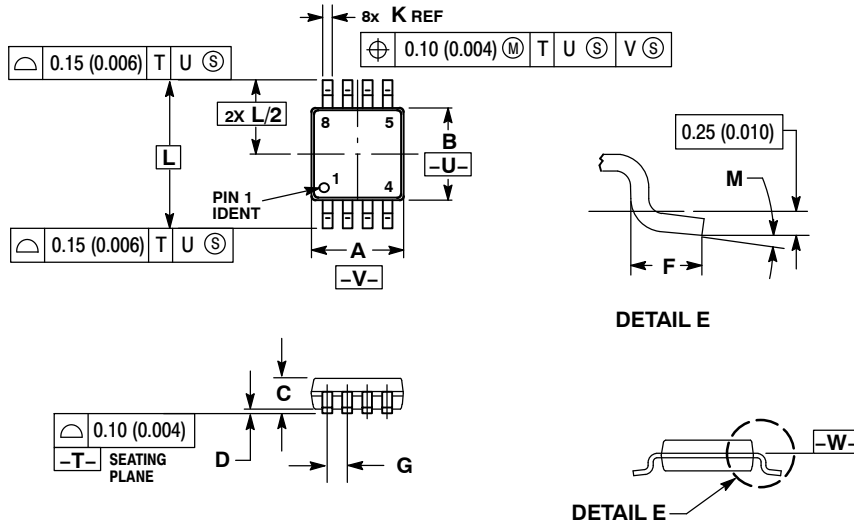 8x K REF
⌖ 0.10 (0.004) Ⓜ T U Ⓢ V Ⓢ
⌓ 0.15 (0.006) T U Ⓢ
2X L/2
8 5
B
-U-
L
PIN 1
IDENT
1
4
⌓ 0.15 (0.006) T U Ⓢ
A
-V-
0.25 (0.010)
M
F
DETAIL E
C
⌓ 0.10 (0.004)
-T- SEATING
PLANE
D
G
-W-
DETAIL E